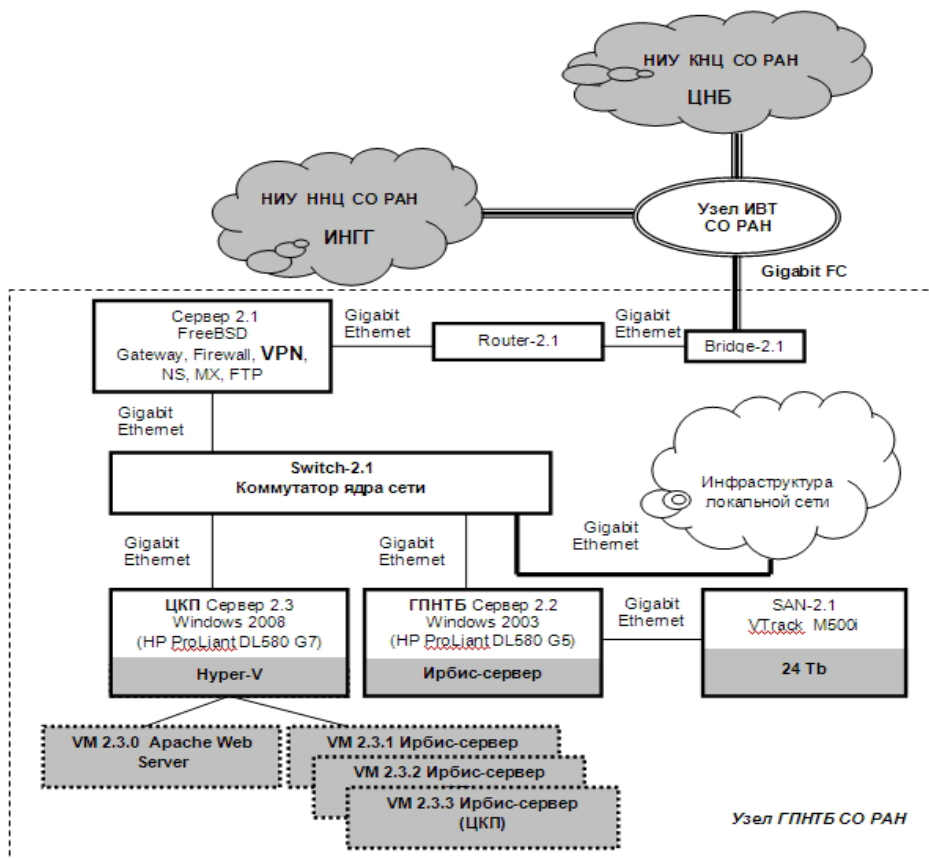 НИУ КНЦ СО РАН
ЦНБ
НИУ ННЦ СО РАН
ИНГГ
Узел ИВТ
СО РАН
Gigabit FC
Сервер 2.1
FreeBSD
Gateway, Firewall, VPN,
NS, MX, FTP
Gigabit
Ethernet
Router-2.1
Gigabit
Ethernet
Bridge-2.1
Gigabit
Ethernet
Switch-2.1
Коммутатор ядра сети
Инфраструктура
локальной сети
Gigabit
Ethernet
Gigabit
Ethernet
Gigabit
Ethernet
ЦКП Сервер 2.3
Windows 2008
(HP ProLiant DL580 G7)
Hyper-V
ГПНТБ Сервер 2.2
Windows 2003
(HP ProLiant DL580 G5)
Ирбис-сервер
Gigabit
Ethernet
SAN-2.1
VTrack M500i
24 Tb
VM 2.3.0 Apache Web
Server
VM 2.3.1 Ирбис-сервер
VM 2.3.2 Ирбис-сервер
VM 2.3.3 Ирбис-сервер
(ЦКП)
Узел ГПНТБ СО РАН